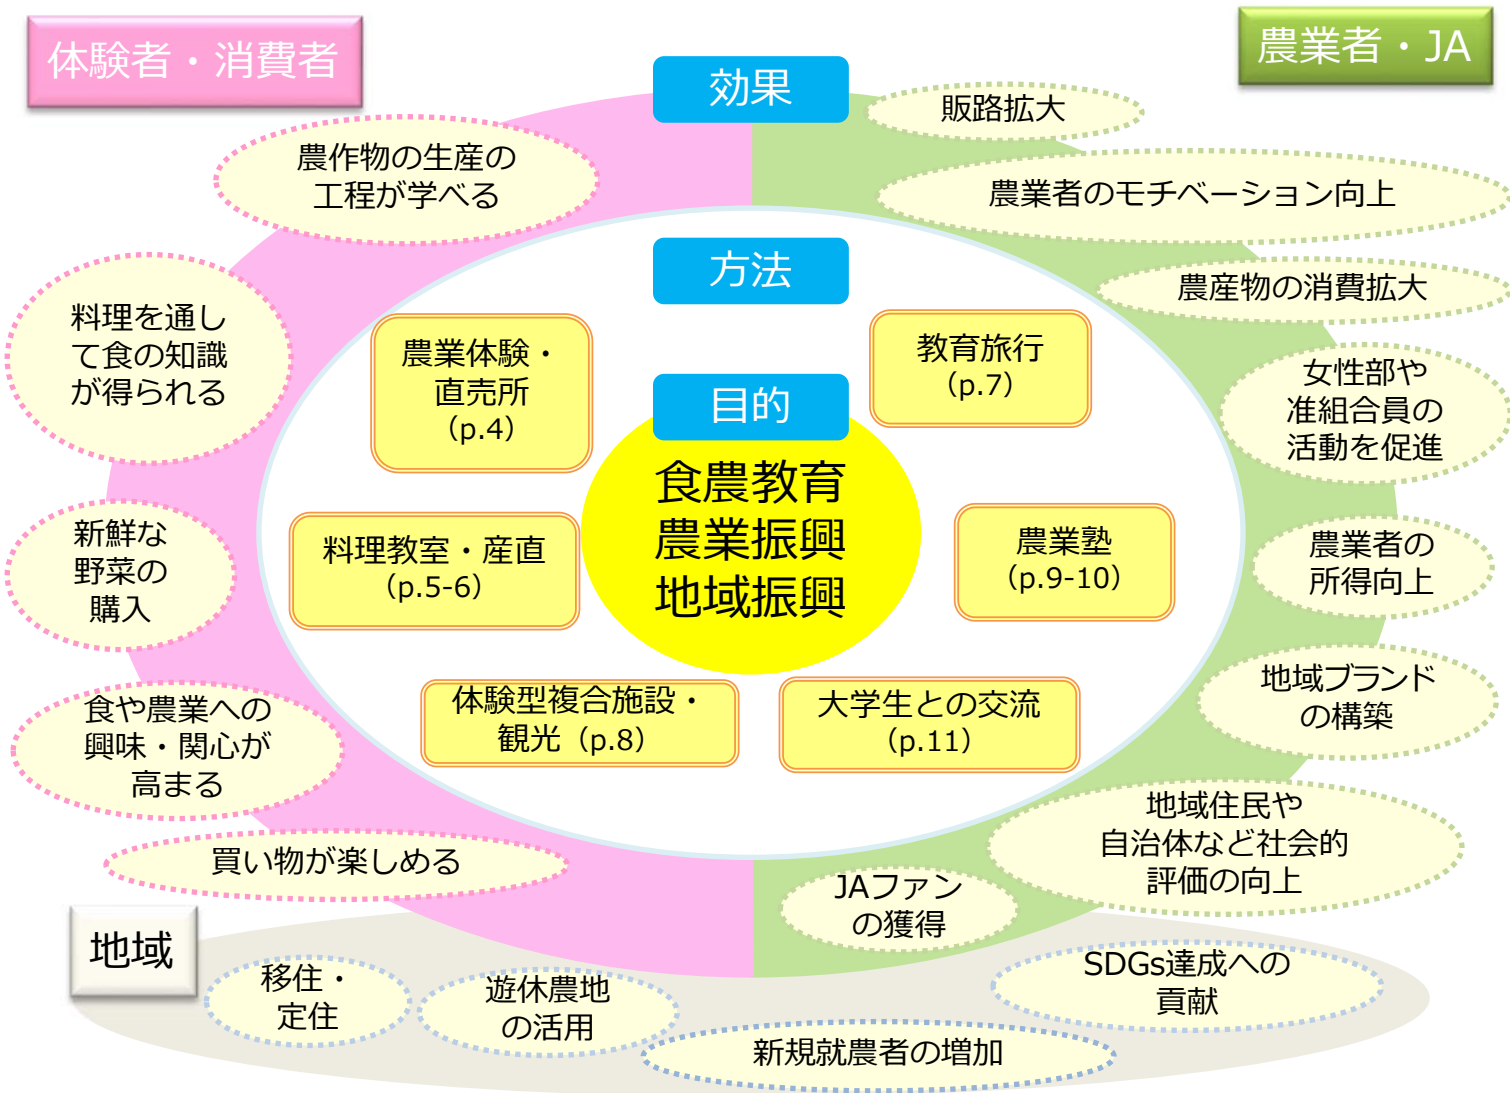 体験者・消費者
農業者・JA
効果
販路拡大
農作物の生産の
工程が学べる
農業者のモチベーション向上
方法
農産物の消費拡大
料理を通し
て食の知識
が得られる
農業体験・
直売所
（p.4）
教育旅行
（p.7）
女性部や
准組合員の
活動を促進
目的
食農教育
農業振興
地域振興
新鮮な
野菜の
購入
料理教室・産直
（p.5-6）
農業塾
（p.9-10）
農業者の
所得向上
食や農業への
興味・関心が
高まる
体験型複合施設・
観光（p.8）
大学生との交流
（p.11）
地域ブランド
の構築
買い物が楽しめる
地域住民や
自治体など社会的
評価の向上
JAファン
の獲得
地域
移住・
定住
遊休農地
の活用
SDGs達成への
貢献
新規就農者の増加